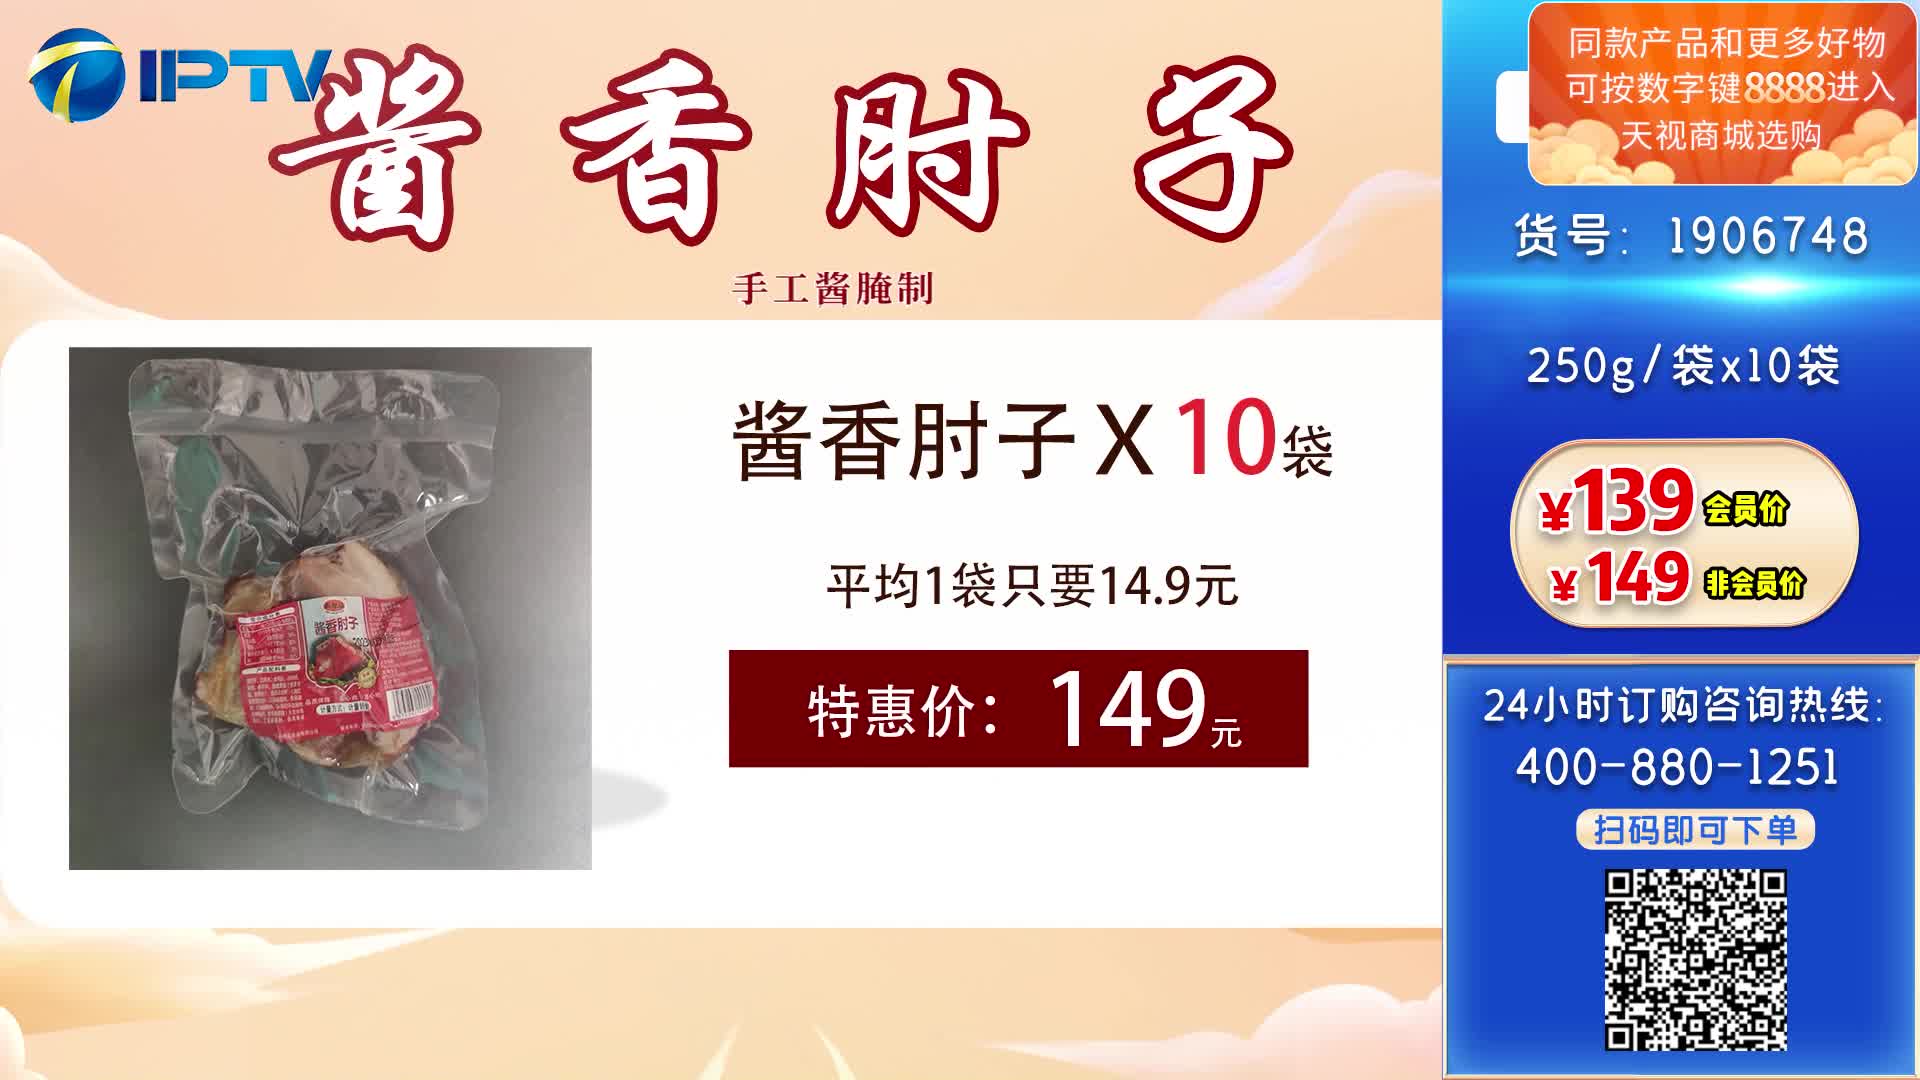 IPTV
酱香肘子
手工酱腌制
酱香肘子
酱香肘子X10袋
平均1袋只要14.9元
特惠价：149元
同款产品和更多好物
可按数字键8888进入
天视商城选购
货号：1906748
250g/袋x10袋
¥139会员价
¥149非会员价
24小时订购咨询热线：
400-880-1251
扫码即可下单